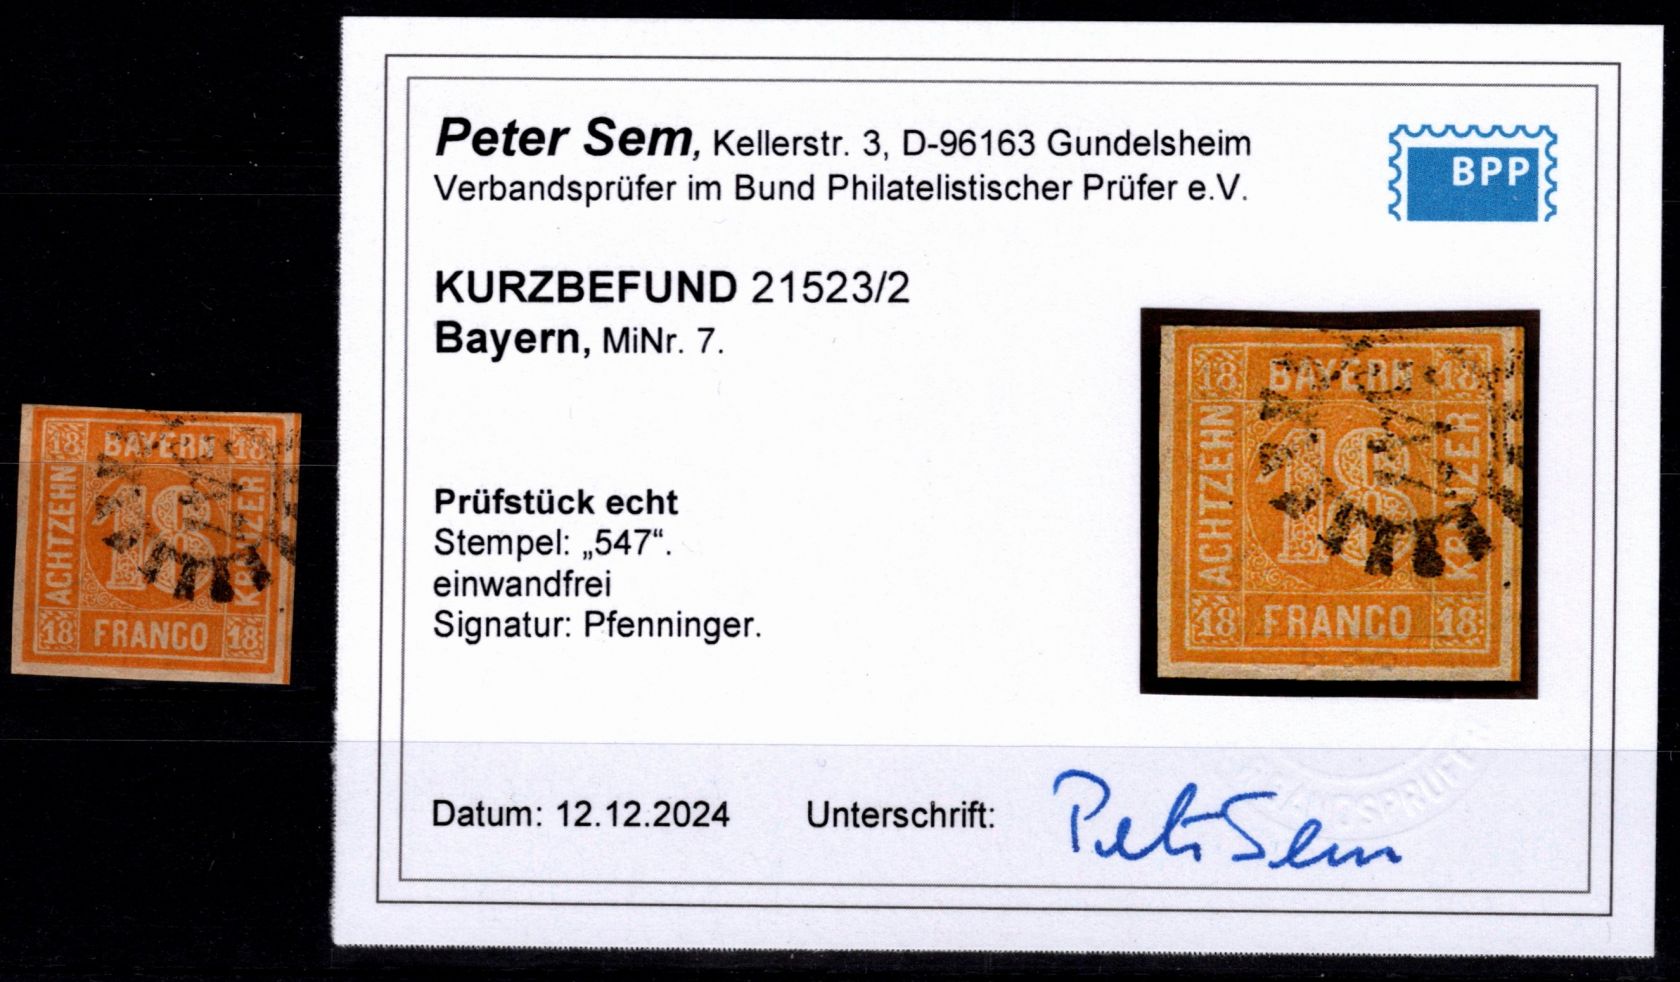 18 BAYERN 18
ACHTZEHN
18
KREUZER
18 FRANCO 18
Peter Sem, Kellerstr. 3, D-96163 Gundelsheim
Verbandsprüfer im Bund Philatelistischer Prüfer e.V.
BPP
KURZBEFUND 21523/2
Bayern, MiNr. 7.
Prüfstück echt
Stempel: „547“.
einwandfrei
Signatur: Pfenninger.
18 BAYERN 18
ACHTZEHN
18
KREUZER
18 FRANCO 18
Datum: 12.12.2024 Unterschrift: Peter Sem